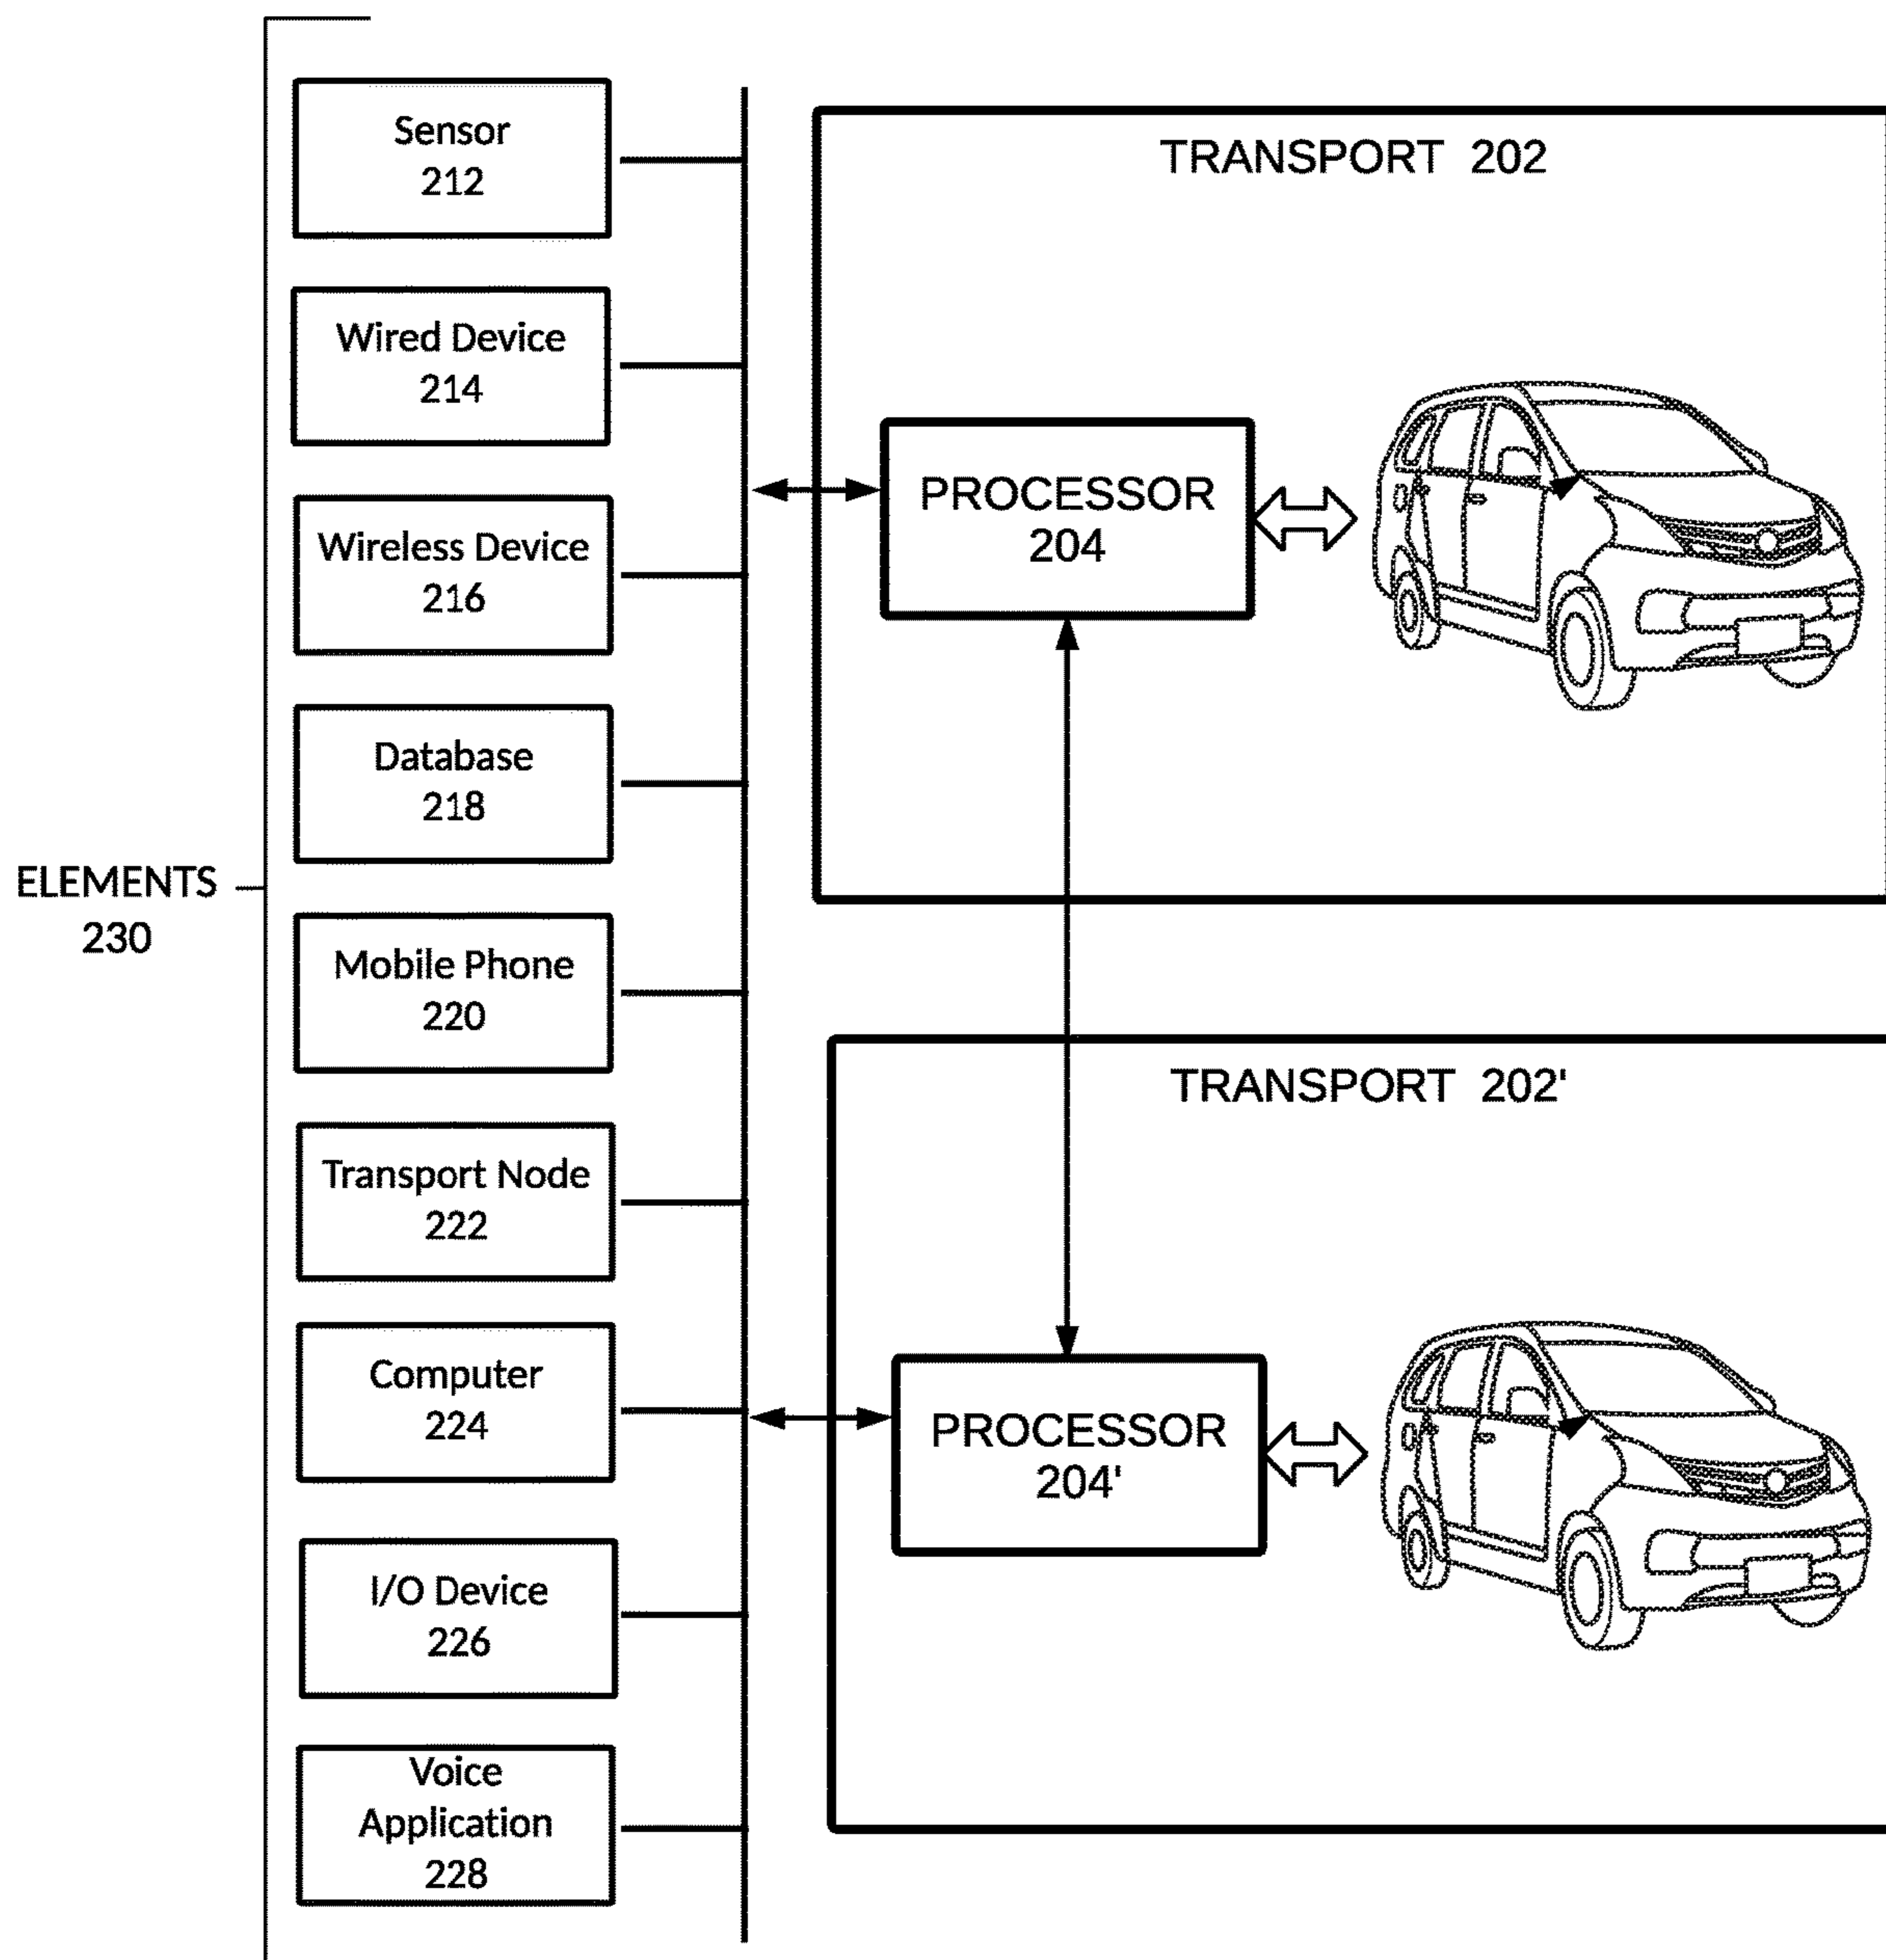 Sensor
212
Wired Device
214
Wireless Device
216
Database
218
ELEMENTS
230
Mobile Phone
220
Transport Node
222
Computer
224
I/O Device
226
Voice
Application
228
TRANSPORT 202
PROCESSOR
204
TRANSPORT 202'
PROCESSOR
204'